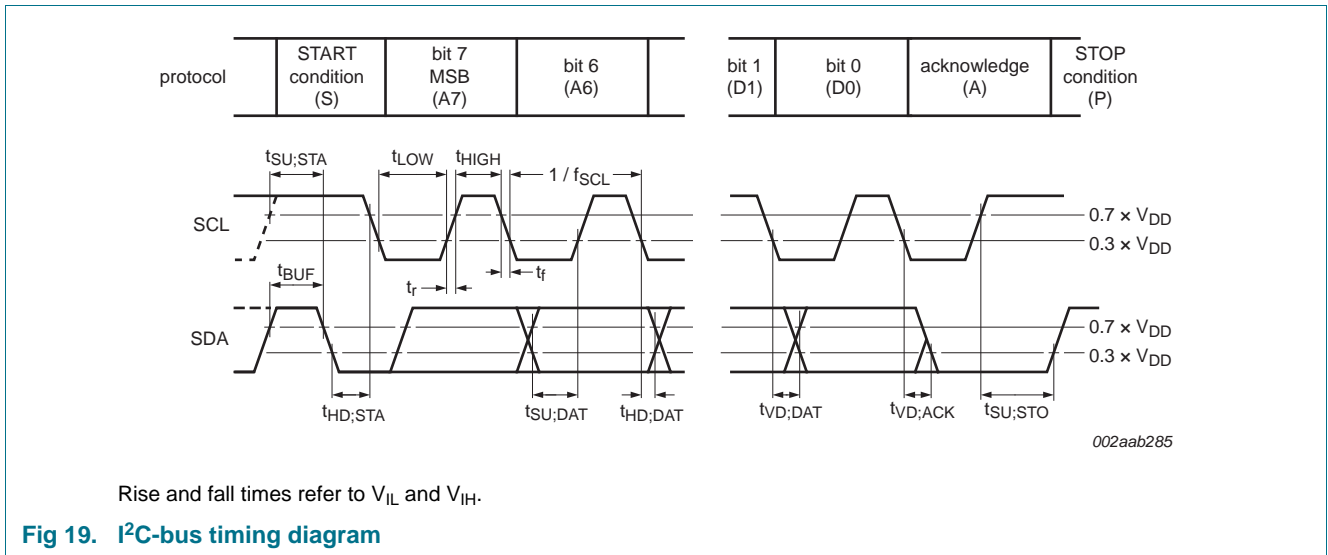 protocol
START
condition
(S)
bit 7
MSB
(A7)
bit 6
(A6)
bit 1
(D1)
bit 0
(D0)
acknowledge
(A)
STOP
condition
(P)
tSU;STA
tLOW
tHIGH
1 / fSCL
SCL
0.7 × VDD
0.3 × VDD
tBUF
tr
tf
SDA
0.7 × VDD
0.3 × VDD
tHD;STA
tSU;DAT
tHD;DAT
tVD;DAT
tVD;ACK
tSU;STO
002aab285
Rise and fall times refer to VIL and VIH.
Fig 19. I²C-bus timing diagram